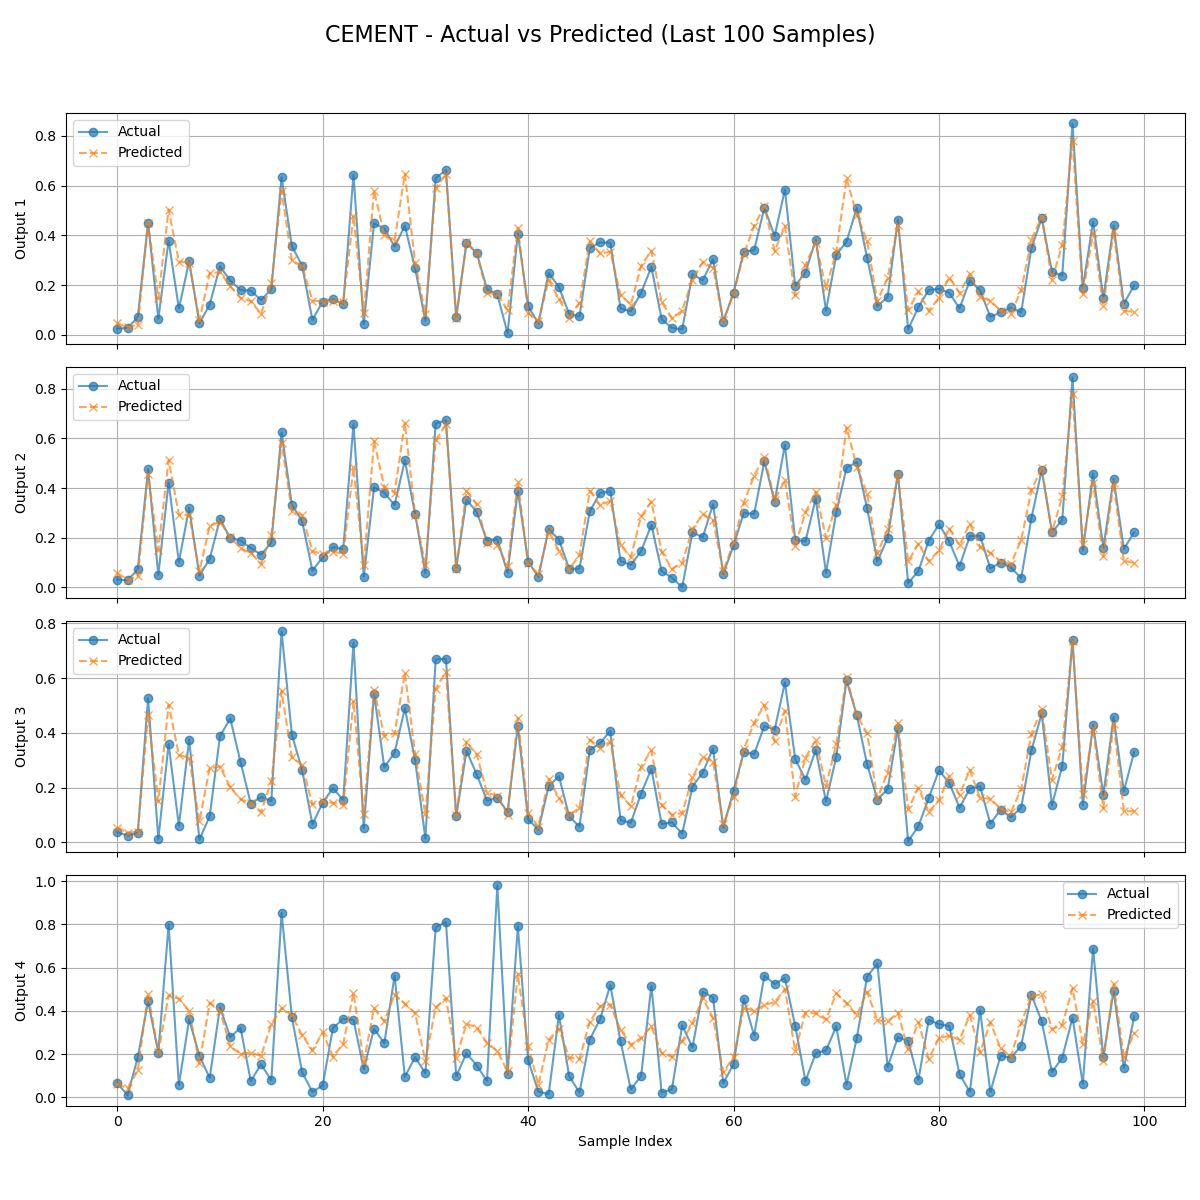 CEMENT - Actual vs Predicted (Last 100 Samples)
Actual
Predicted
0.8
0.6
0.4
0.2
0.0
Output 1
Actual
Predicted
0.8
0.6
0.4
0.2
0.0
Output 2
Actual
Predicted
0.8
0.6
0.4
0.2
0.0
Output 3
Actual
Predicted
1.0
0.8
0.6
0.4
0.2
0.0
Output 4
0 20 40 60 80 100
Sample Index